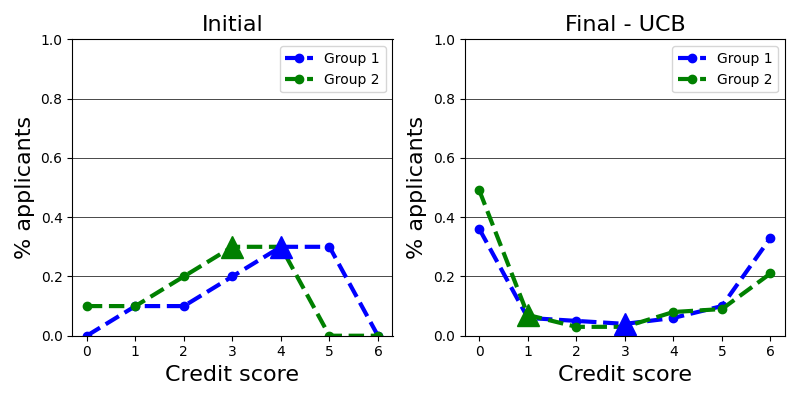 Initial
Final - UCB
% applicants
1.0
0.8
0.6
0.4
0.2
0.0
Group 1
Group 2
0 1 2 3 4 5 6
Credit score
% applicants
1.0
0.8
0.6
0.4
0.2
0.0
Group 1
Group 2
0 1 2 3 4 5 6
Credit score